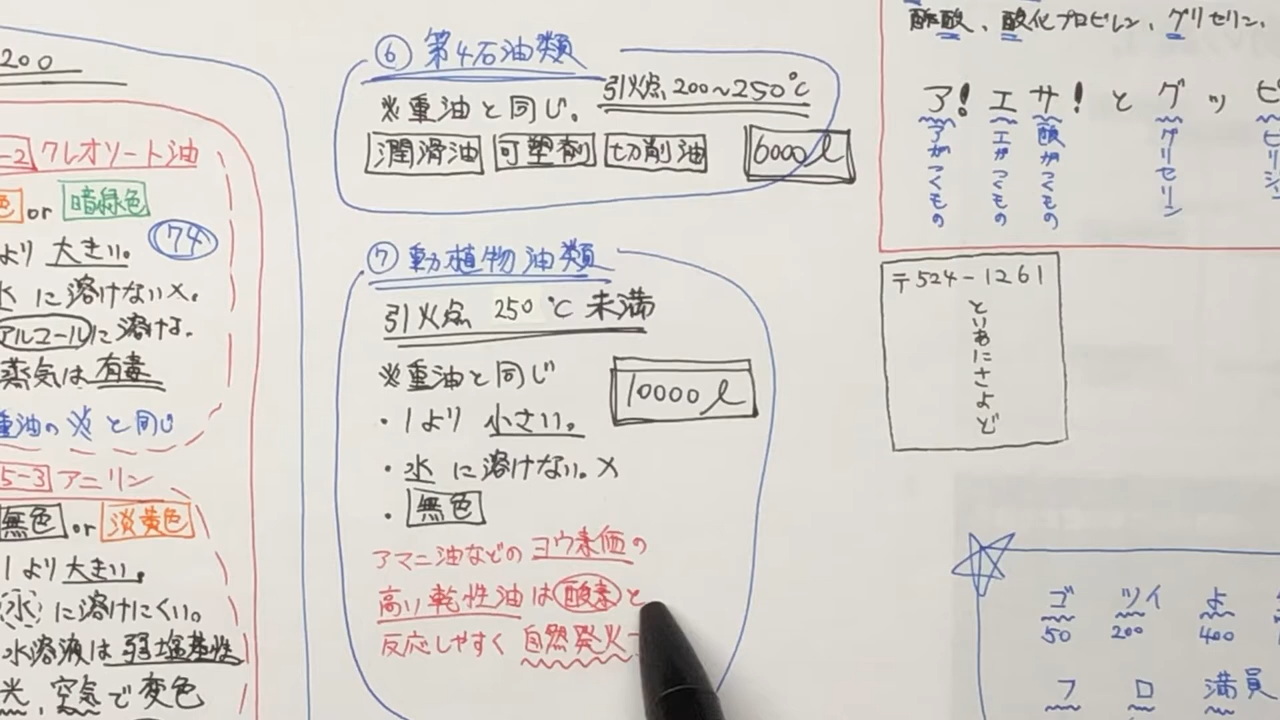 200
-2 クレオソート油
色 or 暗緑色
より 大きい。 74
水 に溶けない×。
アルコールに溶ける.
蒸気は有毒
重油の※と同じ
5-3 アニリン
無色 or 淡黄色
1より大きい。
(水)に溶けにくい。
水溶液は弱塩基性
光、空気で変色
⑥ 第4石油類
引火点 200~250℃
※重油と同じ.
潤滑油 可塑剤 切削油 6000ℓ
⑦ 動植物油類
引火点 250℃未満
※重油と同じ
10000ℓ
・1より 小さい。
・水 に溶けない。×
・無色
アマニ油などのヨウ素価の
高い乾性油は酸素と
反応しやすく 自然発火
酢酸、酸化プロピレン、グリセリン、
ア! エ サ! と グ ッ ピ
アがつくもの
エがつくもの
酸がつくもの
グリセリン
ピリジン
〒524-1261
といあにさよど
ゴ ツイ よ
50 200 400
フ ロ 満員